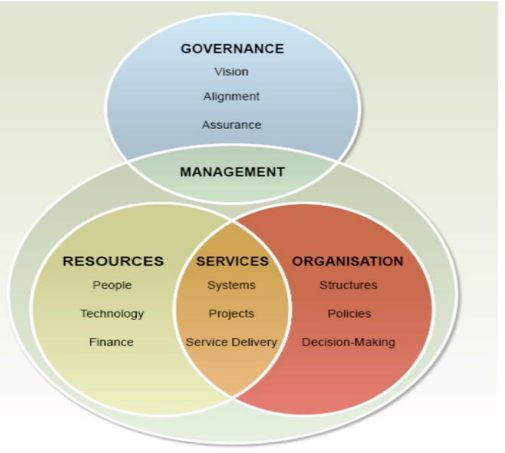 GOVERNANCE
Vision
Alignment
Assurance
MANAGEMENT
RESOURCES
People
Technology
Finance
SERVICES
Systems
Projects
Service Delivery
ORGANISATION
Structures
Policies
Decision-Making